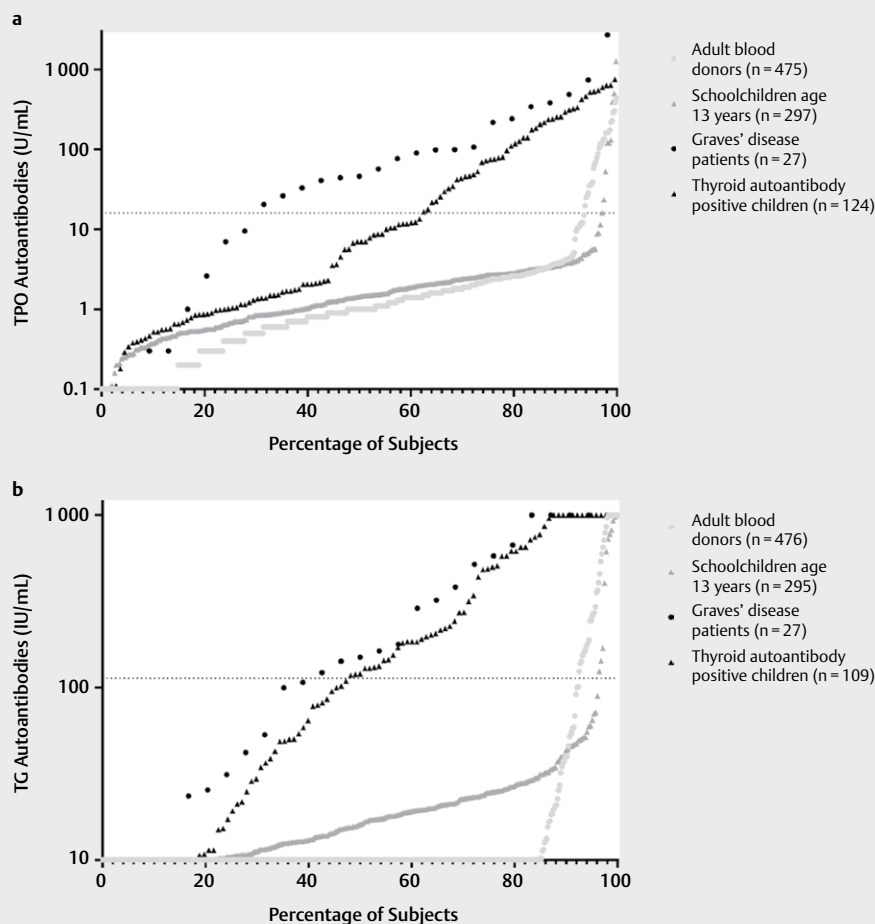 a
TPO Autoantibodies (U/mL)
1 000
100
10
1
0.1
0 20 40 60 80 100
Percentage of Subjects
Adult blood
donors (n = 475)
Schoolchildren age
13 years (n = 297)
Graves’ disease
patients (n = 27)
Thyroid autoantibody
positive children (n = 124)
b
TG Autoantibodies (IU/mL)
1 000
100
10
0 20 40 60 80 100
Percentage of Subjects
Adult blood
donors (n = 476)
Schoolchildren age
13 years (n = 295)
Graves’ disease
patients (n = 27)
Thyroid autoantibody
positive children (n = 109)